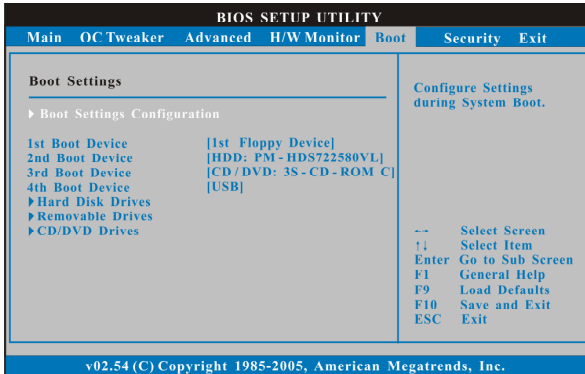 BIOS SETUP UTILITY
Main OC Tweaker Advanced H/W Monitor Boot Security Exit
Boot Settings
Boot Settings Configuration
1st Boot Device [1st Floppy Device]
2nd Boot Device [HDD: PM - HDS722580VL]
3rd Boot Device [CD / DVD: 3S - CD - ROM C]
4th Boot Device [USB]
Hard Disk Drives
Removable Drives
CD/DVD Drives
Configure Settings
during System Boot.
←→ Select Screen
↑↓ Select Item
Enter Go to Sub Screen
F1 General Help
F9 Load Defaults
F10 Save and Exit
ESC Exit
v02.54 (C) Copyright 1985-2005, American Megatrends, Inc.